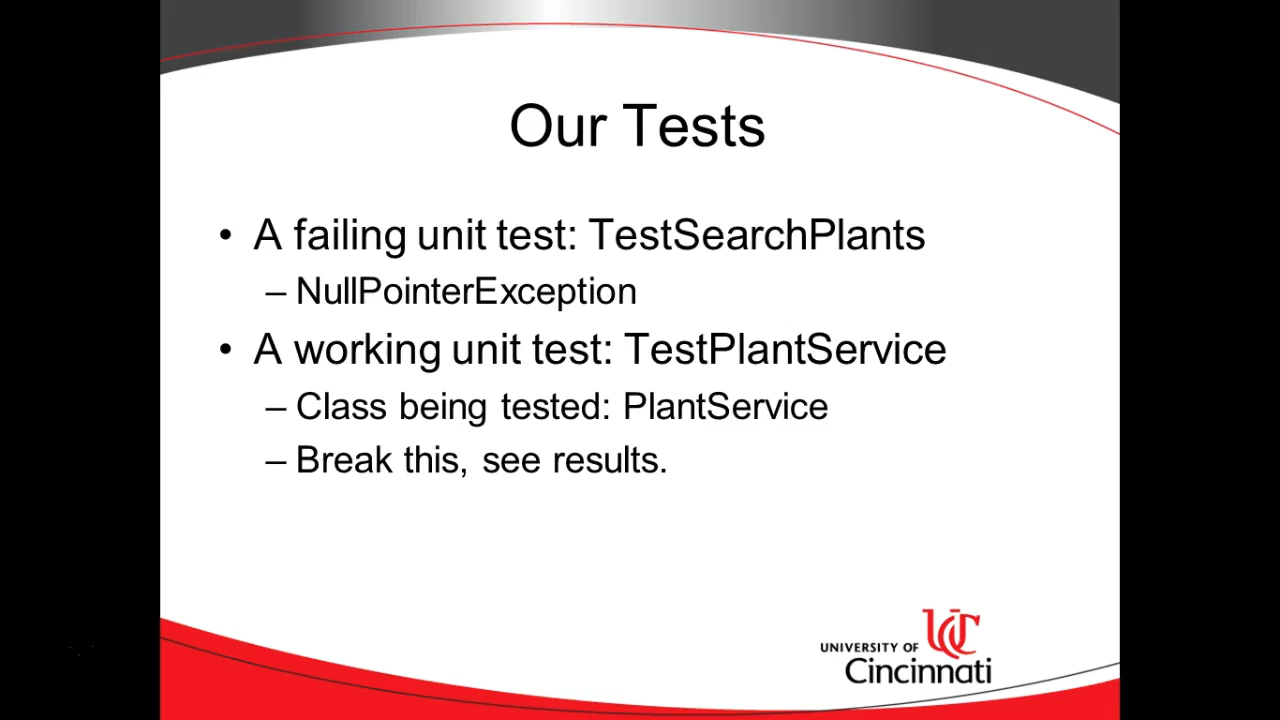 Our Tests
• A failing unit test: TestSearchPlants
– NullPointerException
• A working unit test: TestPlantService
– Class being tested: PlantService
– Break this, see results.
UC
UNIVERSITY OF
Cincinnati